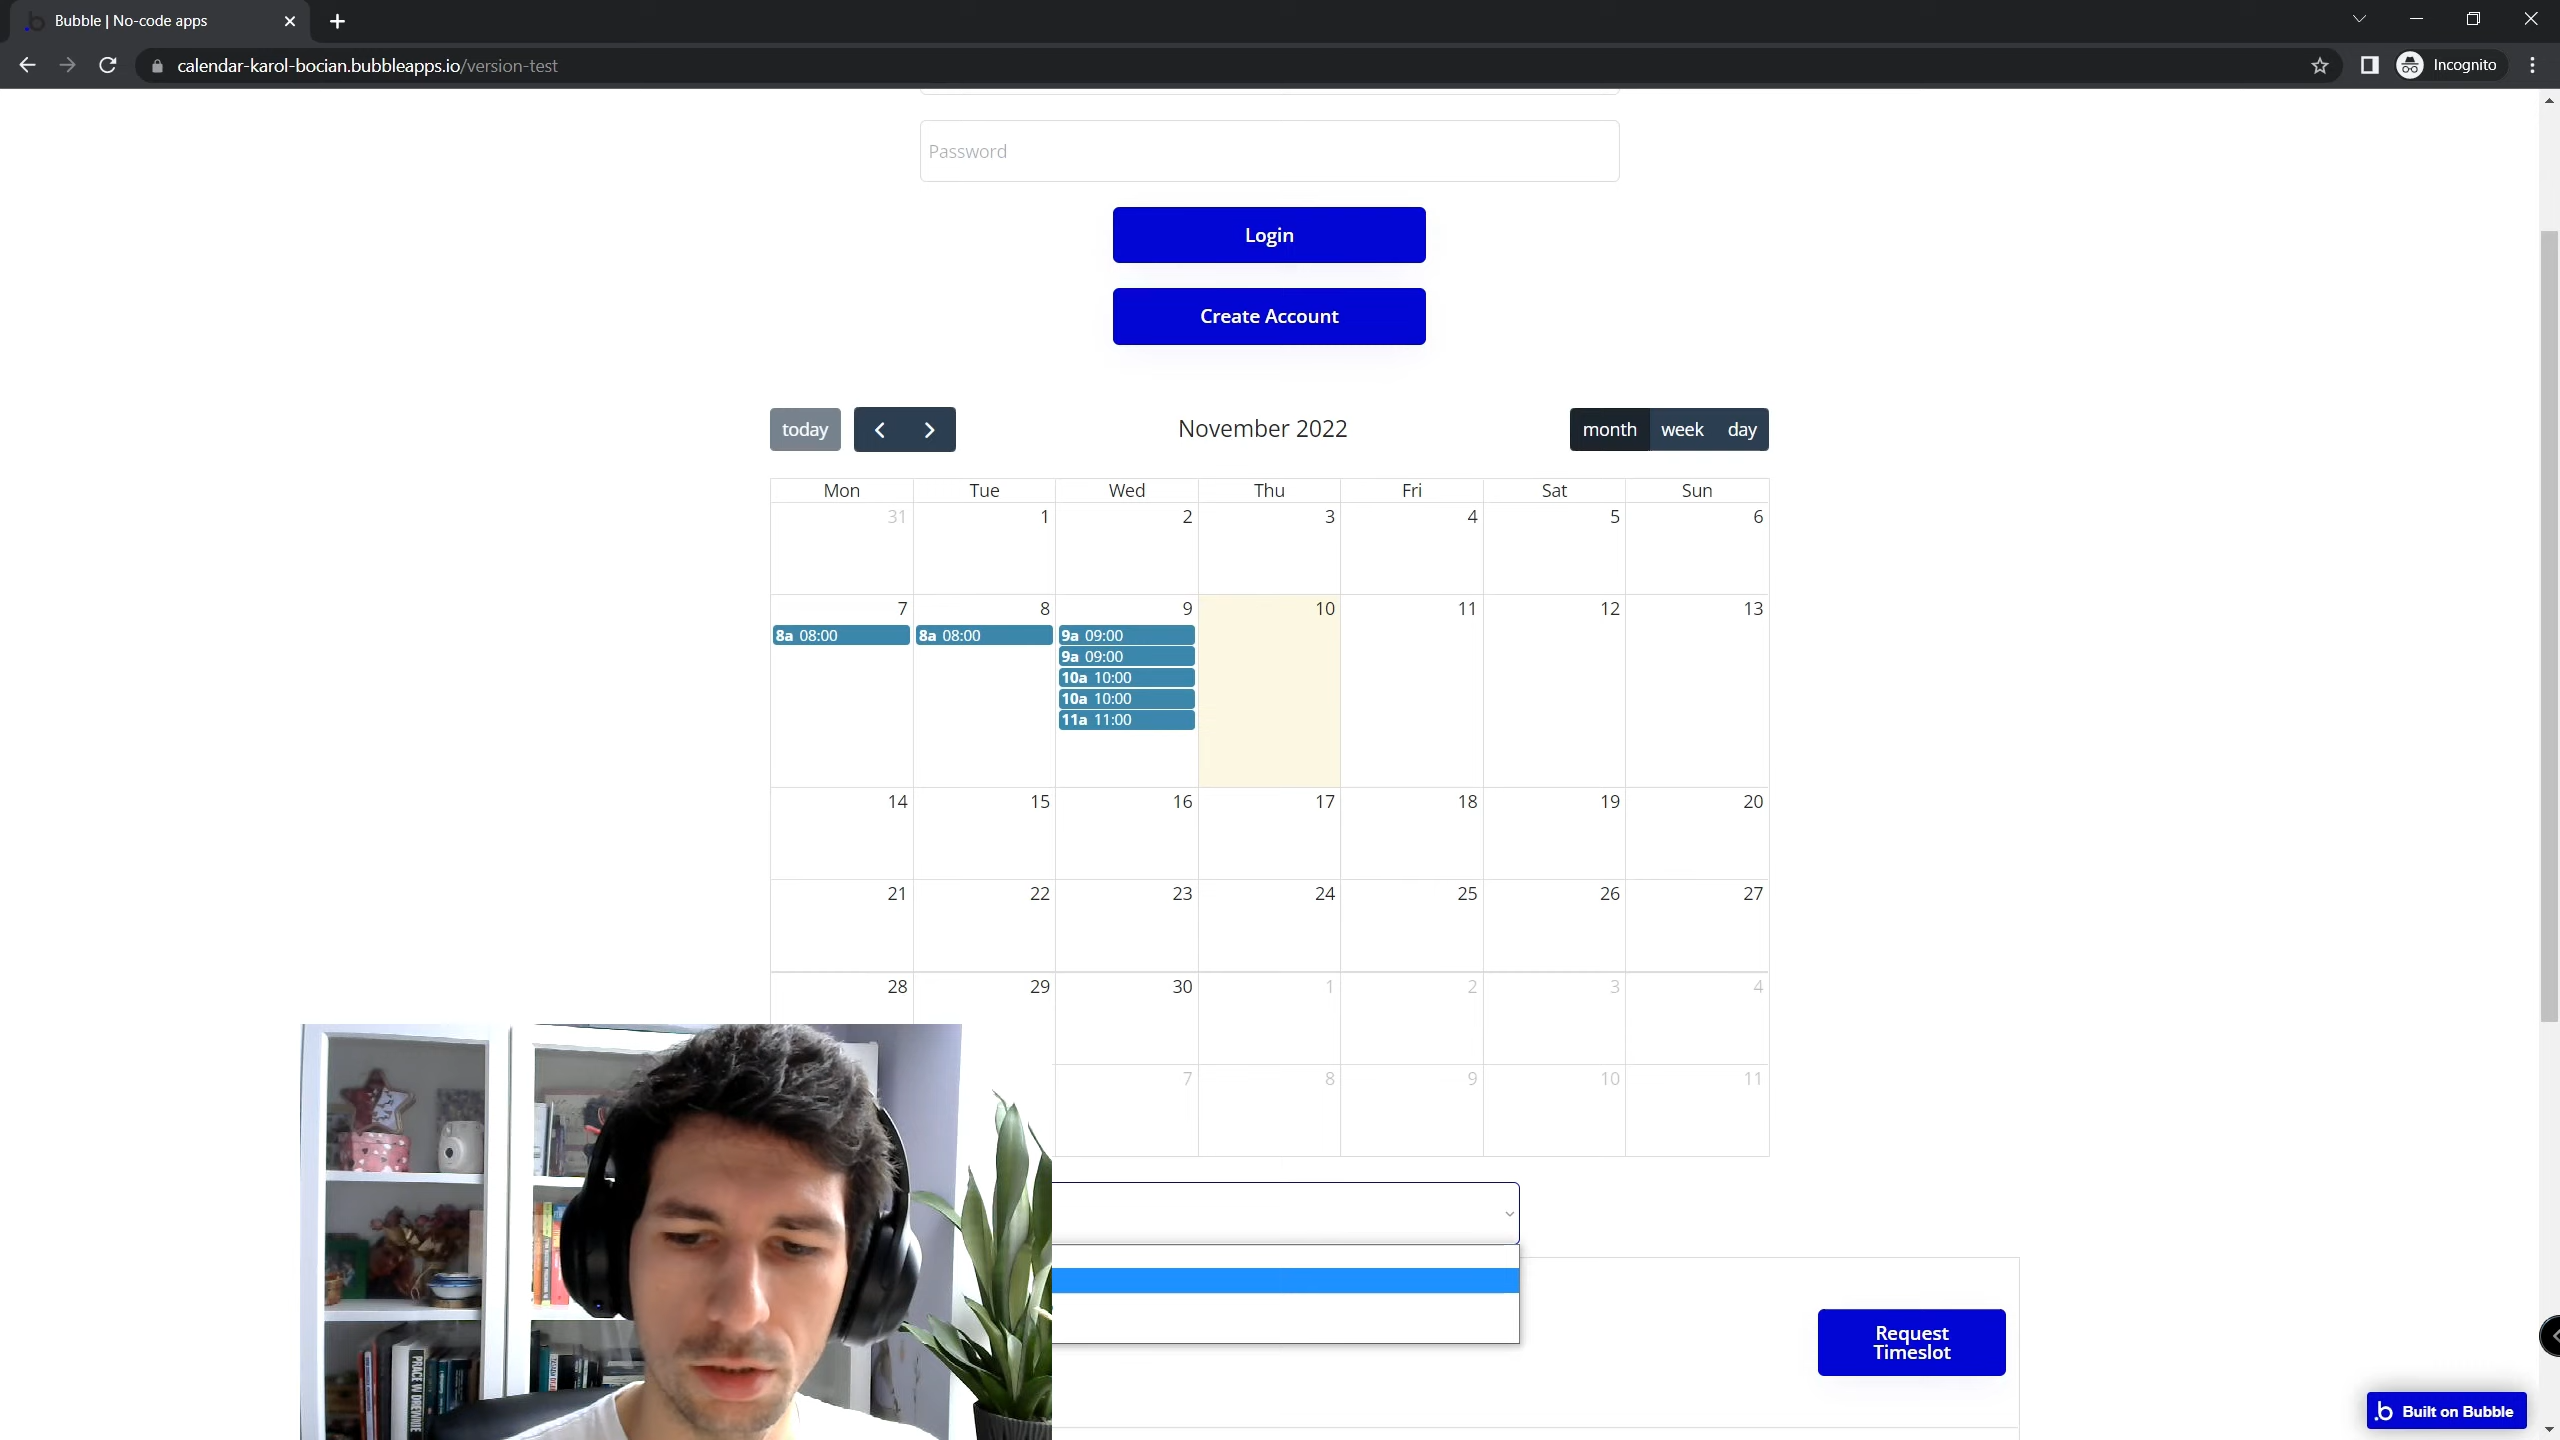 Bubble | No-code apps
calendar-karol-bocian.bubbleapps.io/version-test
Incognito
Password
Login
Create Account
today
November 2022
month week day
Mon Tue Wed Thu Fri Sat Sun
31 1 2 3 4 5 6
7 8 9 10 11 12 13
8a 08:00 8a 08:00 9a 09:00
9a 09:00
10a 10:00
10a 10:00
11a 11:00
14 15 16 17 18 19 20
21 22 23 24 25 26 27
28 29 30 1 2 3 4
7 8 9 10 11
Request
Timeslot
PRACE W DREWNIE
Built on Bubble